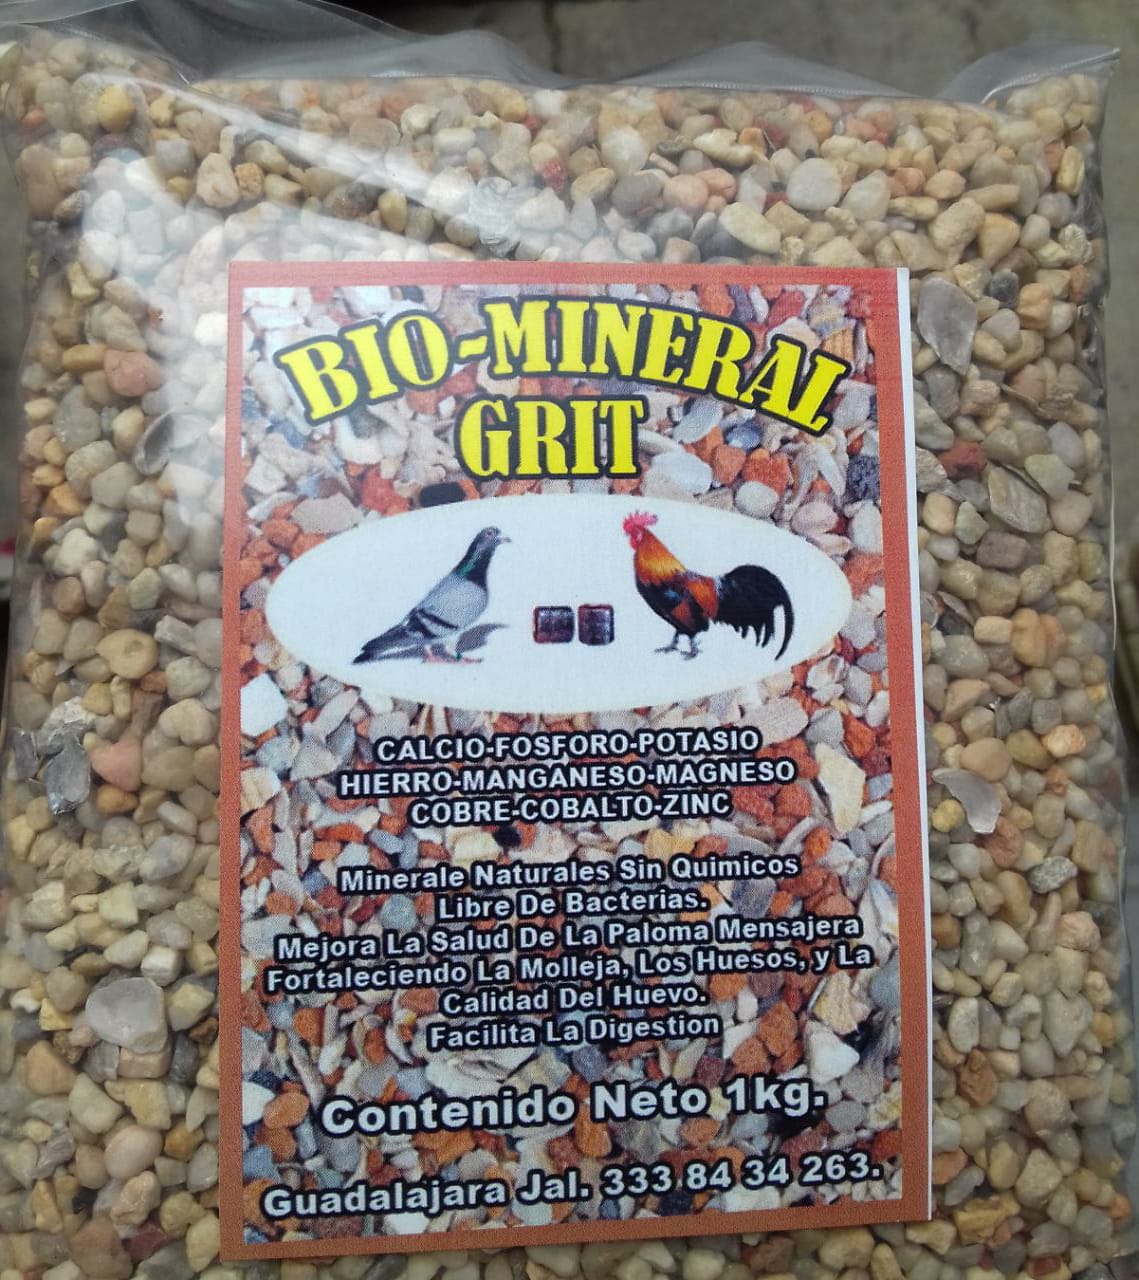 BIO-MINERAL
GRIT
CALCIO-FOSFORO-POTASIO
HIERRO-MANGANESO-MAGNESO
COBRE-COBALTO-ZINC
Minerale Naturales Sin Quimicos
Libre De Bacterias.
Mejora La Salud De La Paloma Mensajera
Fortaleciendo La Molleja, Los Huesos, y La
Calidad Del Huevo.
Facilita La Digestion
Contenido Neto 1kg.
Guadalajara Jal. 333 84 34 263.